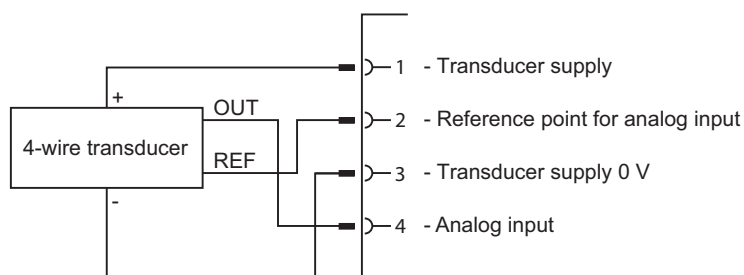 1 - Transducer supply
+
OUT
2 - Reference point for analog input
4-wire transducer
REF
3 - Transducer supply 0 V
-
4 - Analog input